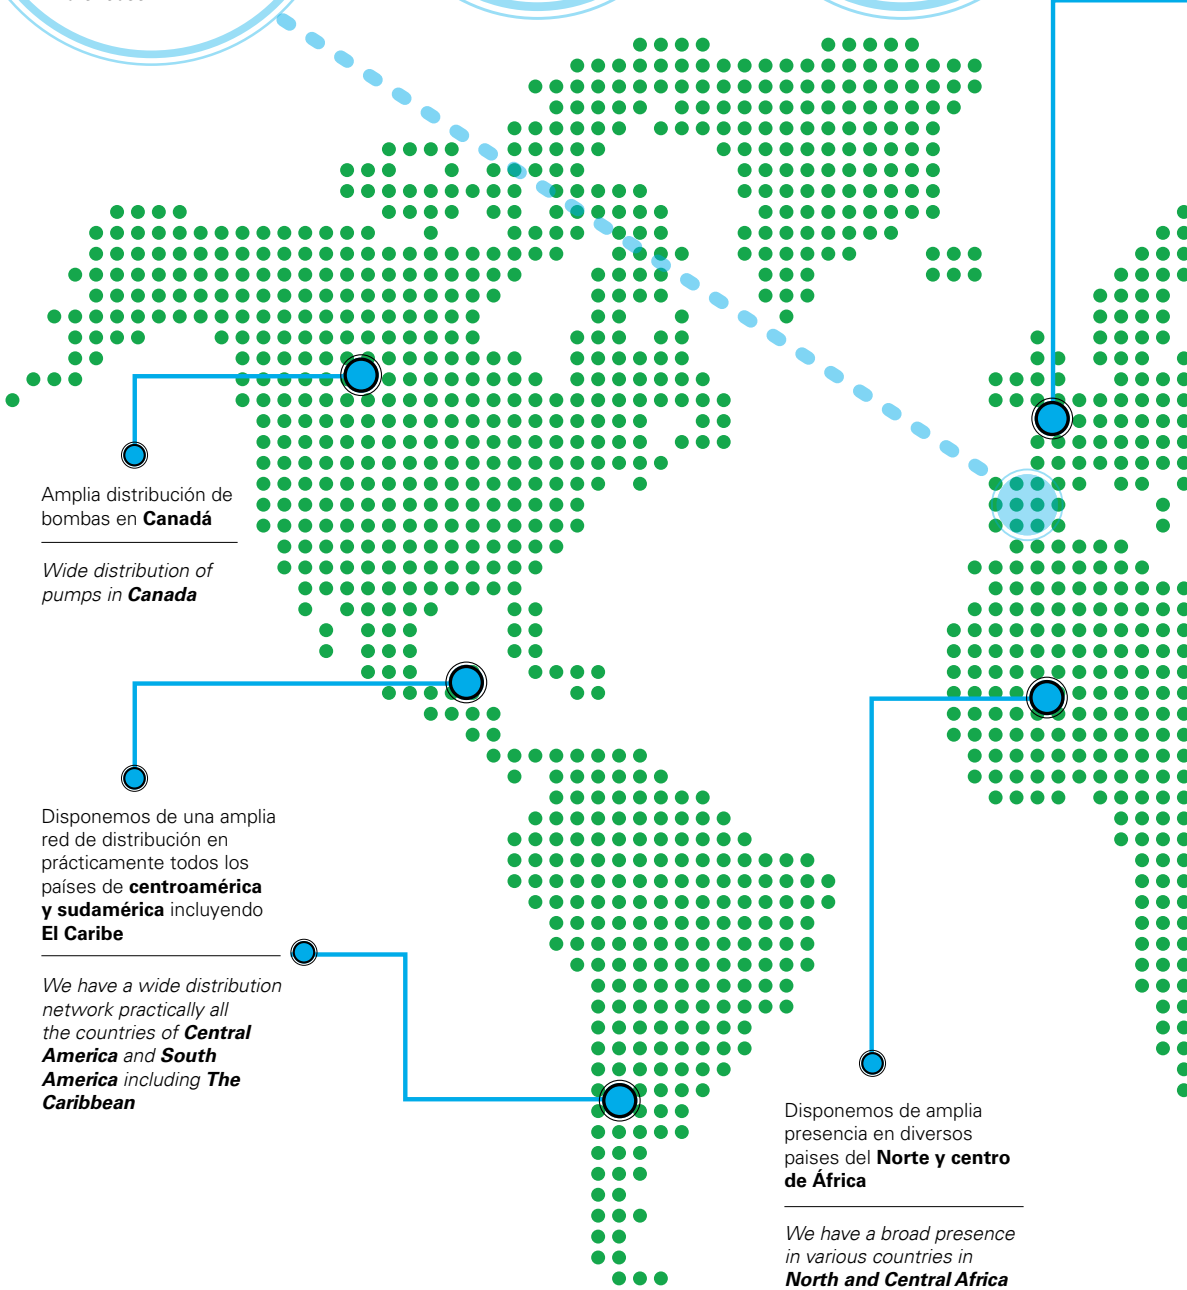 Amplia distribución de
bombas en Canadá
Wide distribution of
pumps in Canada
Disponemos de una amplia
red de distribución en
prácticamente todos los
países de centroamérica
y sudamérica incluyendo
El Caribe
We have a wide distribution
network practically all
the countries of Central
America and South
America including The
Caribbean
Disponemos de amplia
presencia en diversos
paises del Norte y centro
de África
We have a broad presence
in various countries in
North and Central Africa